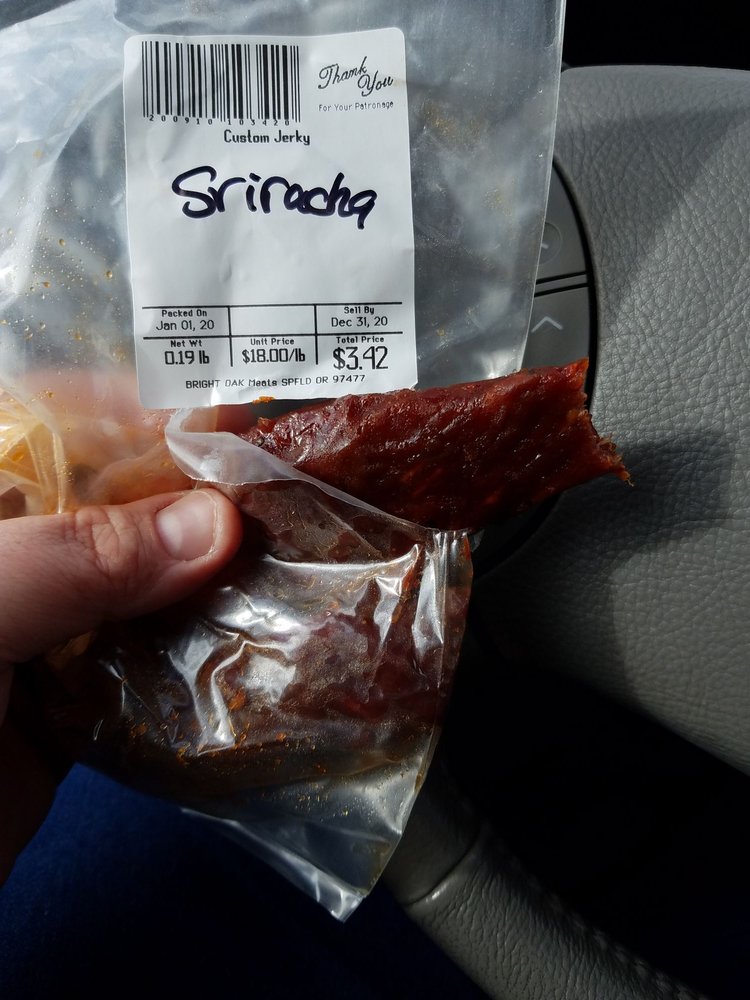 Thank
You
For Your Patronage
200910 103420
Custom Jerky
Sriracha
Packed On
Jan 01, 20
Sell By
Dec 31, 20
Net Wt
0.19 lb
Unit Price
$18.00/lb
Total Price
$3.42
BRIGHT OAK Meats SPFLD OR 97477